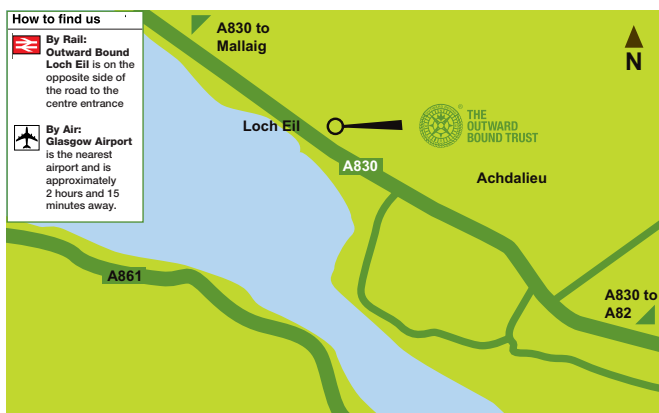 How to find us
By Rail:
Outward Bound
Loch Eil is on the
opposite side of
the road to the
centre entrance
By Air:
Glasgow Airport
is the nearest
airport and is
approximately
2 hours and 15
minutes away.
A830 to
Mallaig
N
Loch Eil
THE
OUTWARD
BOUND TRUST
®
A830
Achdalieu
A861
A830 to
A82